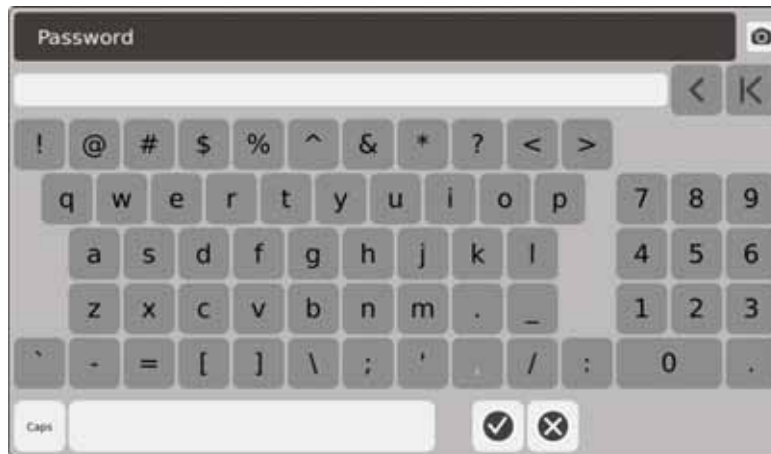 Password
! @ # $ % ^ & * ? < >
q w e r t y u i o p 7 8 9
a s d f g h j k l 4 5 6
z x c v b n m . _ 1 2 3
` - = [ ] \ ; ' , / : 0 .
Caps